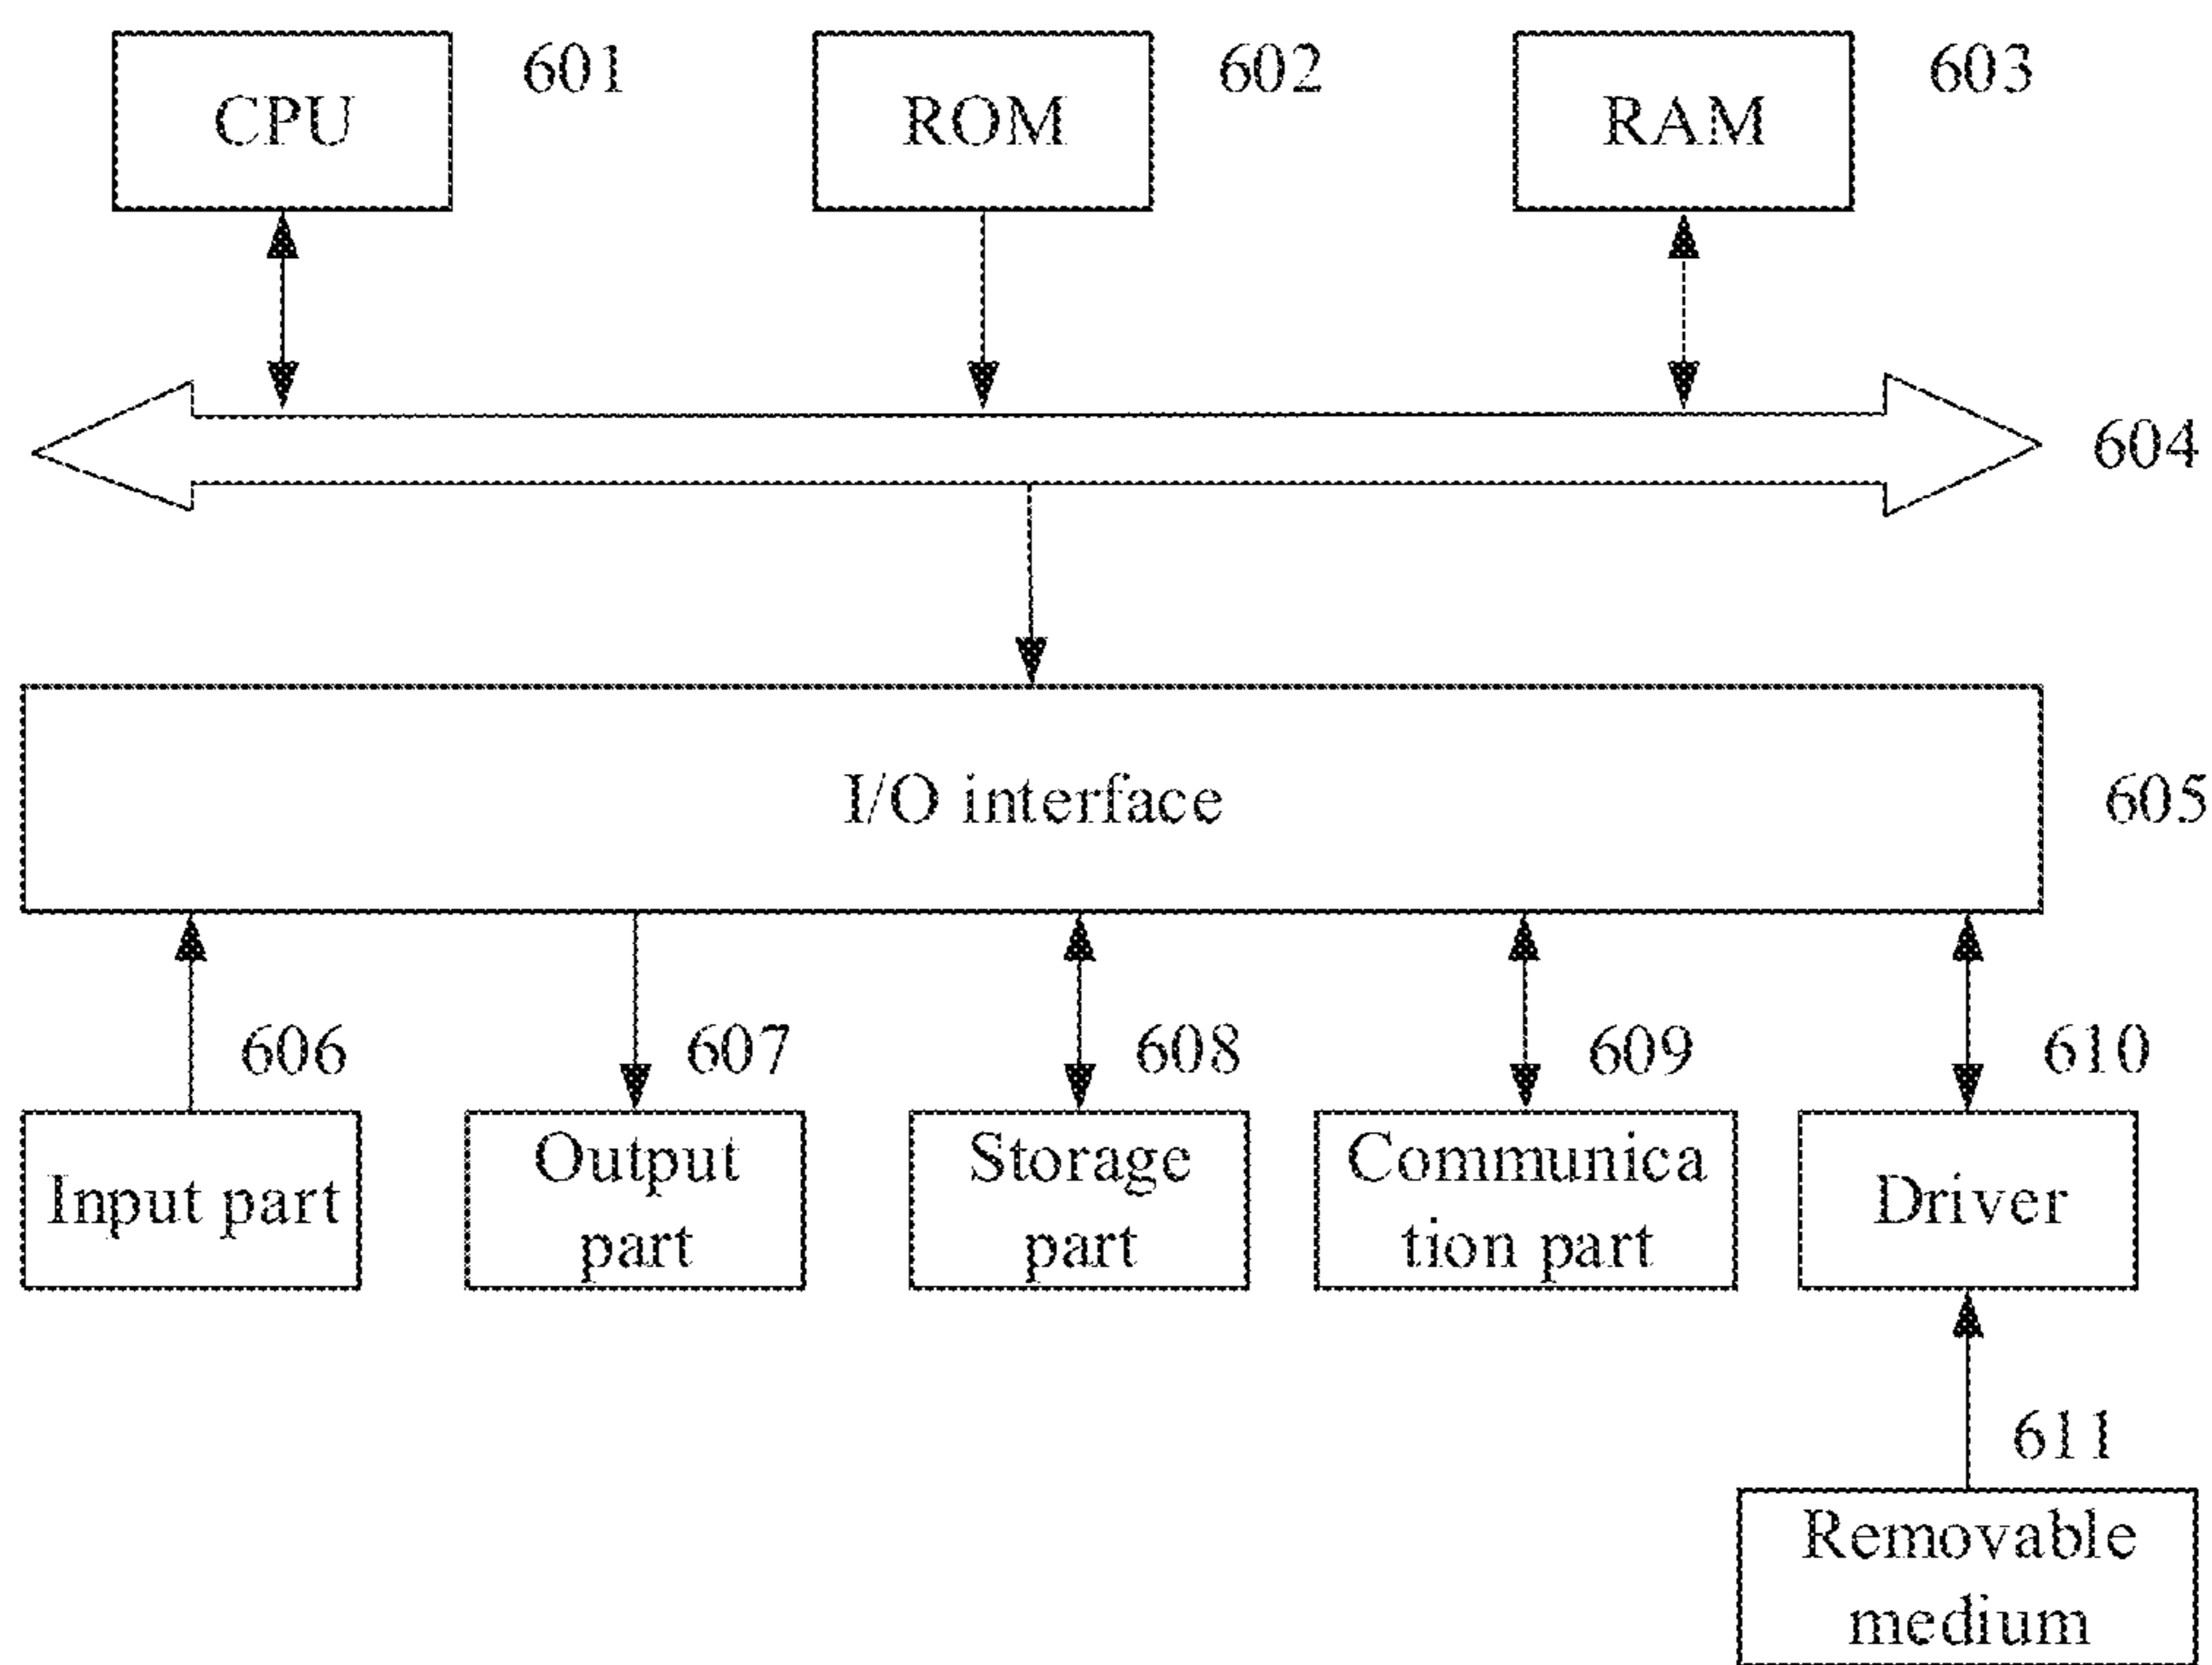 CPU
601
ROM
602
RAM
603
604
I/O interface
605
606
607
608
609
610
Input part
Output
part
Storage
part
Communica
tion part
Driver
611
Removable
medium